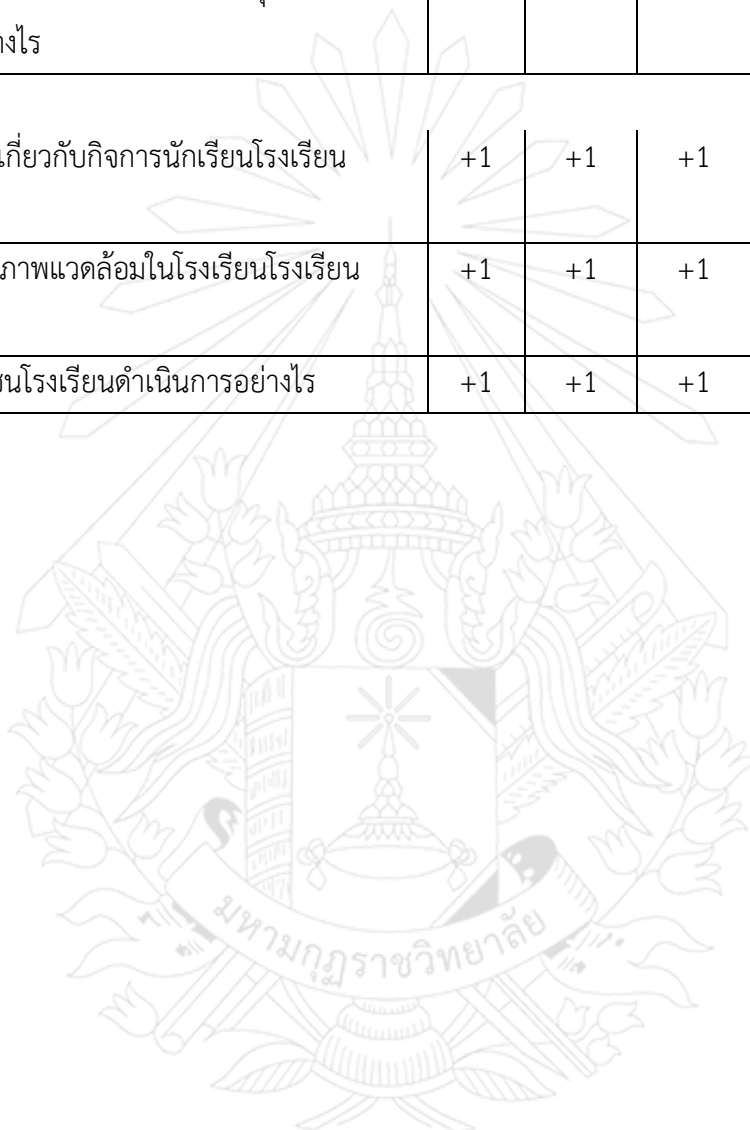 างไร
เกี่ยวกับกิจการนักเรียนโรงเรียน +1 +1 +1
ภาพแวดล้อมในโรงเรียนโรงเรียน +1 +1 +1
ชนโรงเรียนดำเนินการอย่างไร +1 +1 +1
มหามกุฏราชวิทยาลัย